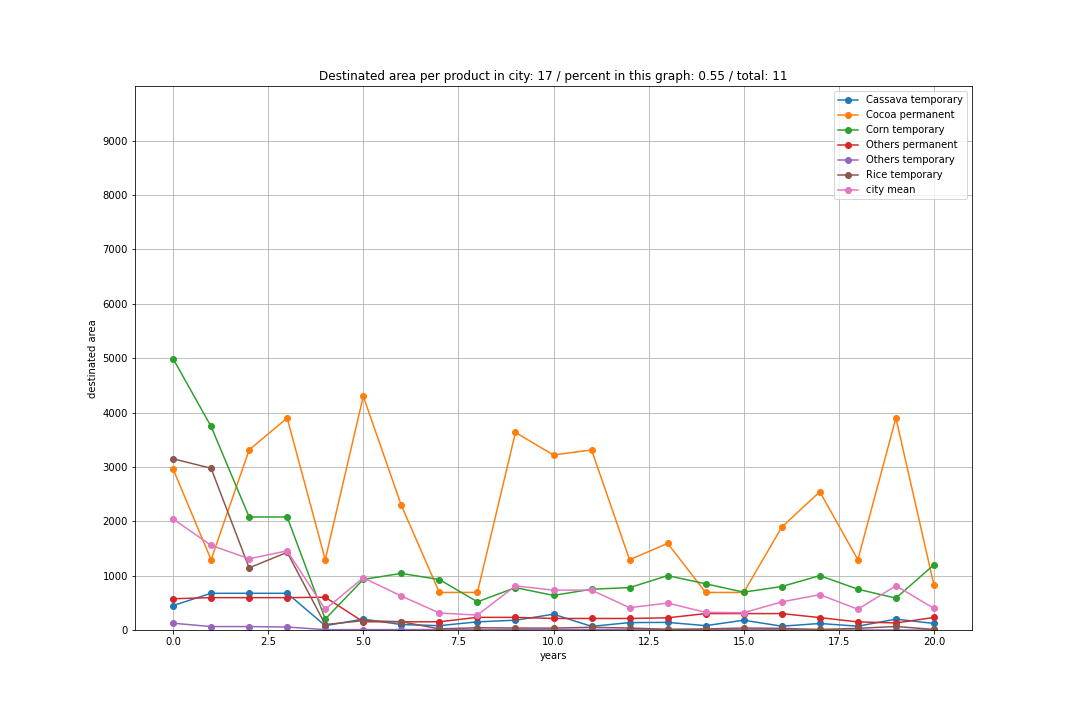 Destinated area per product in city: 17 / percent in this graph: 0.55 / total: 11
Cassava temporary
Cocoa permanent
Corn temporary
Others permanent
Others temporary
Rice temporary
city mean
9000
8000
7000
6000
5000
4000
3000
2000
1000
0
destinated area
0.0 2.5 5.0 7.5 10.0 12.5 15.0 17.5 20.0
years